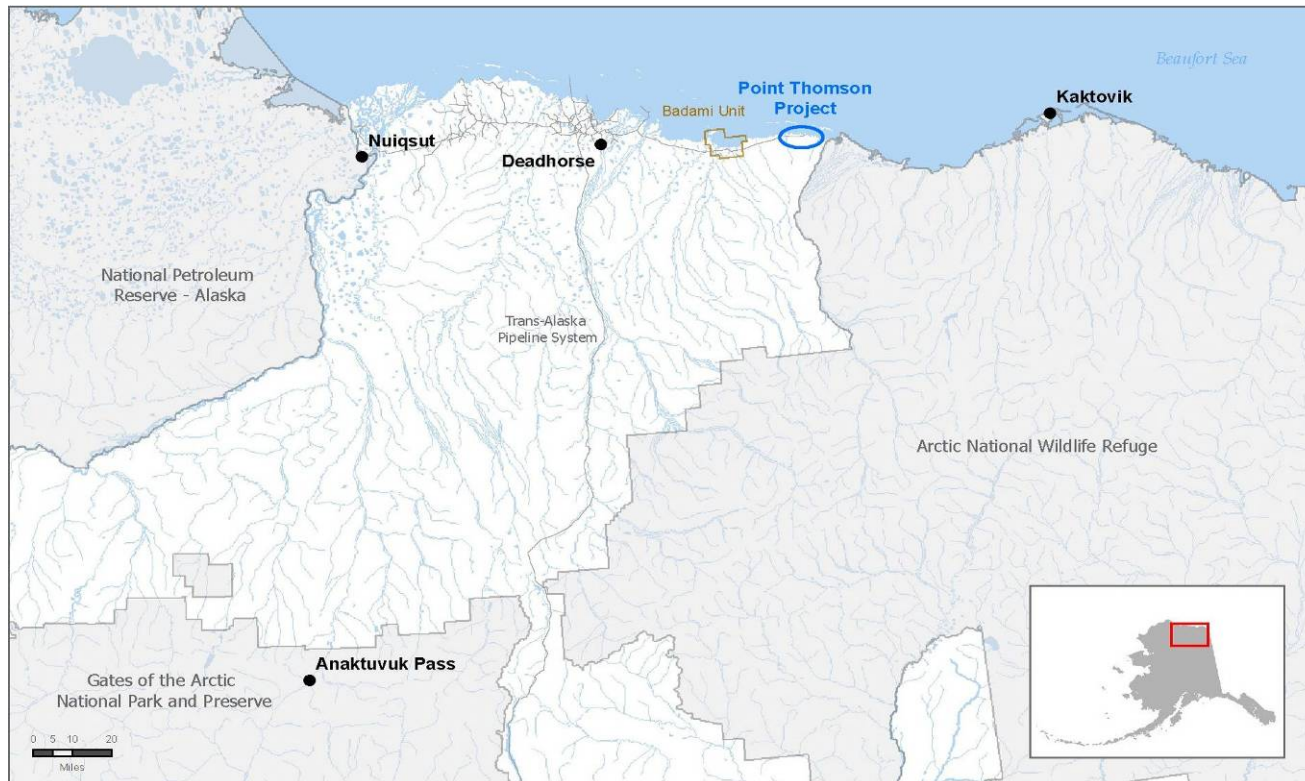 Beaufort Sea
Point Thomson
Project
Kaktovik
Badami Unit
Nuiqsut
Deadhorse
National Petroleum
Reserve - Alaska
Trans-Alaska
Pipeline System
Arctic National Wildlife Refuge
Anaktuvuk Pass
Gates of the Arctic
National Park and Preserve
0 5 10 20
Miles